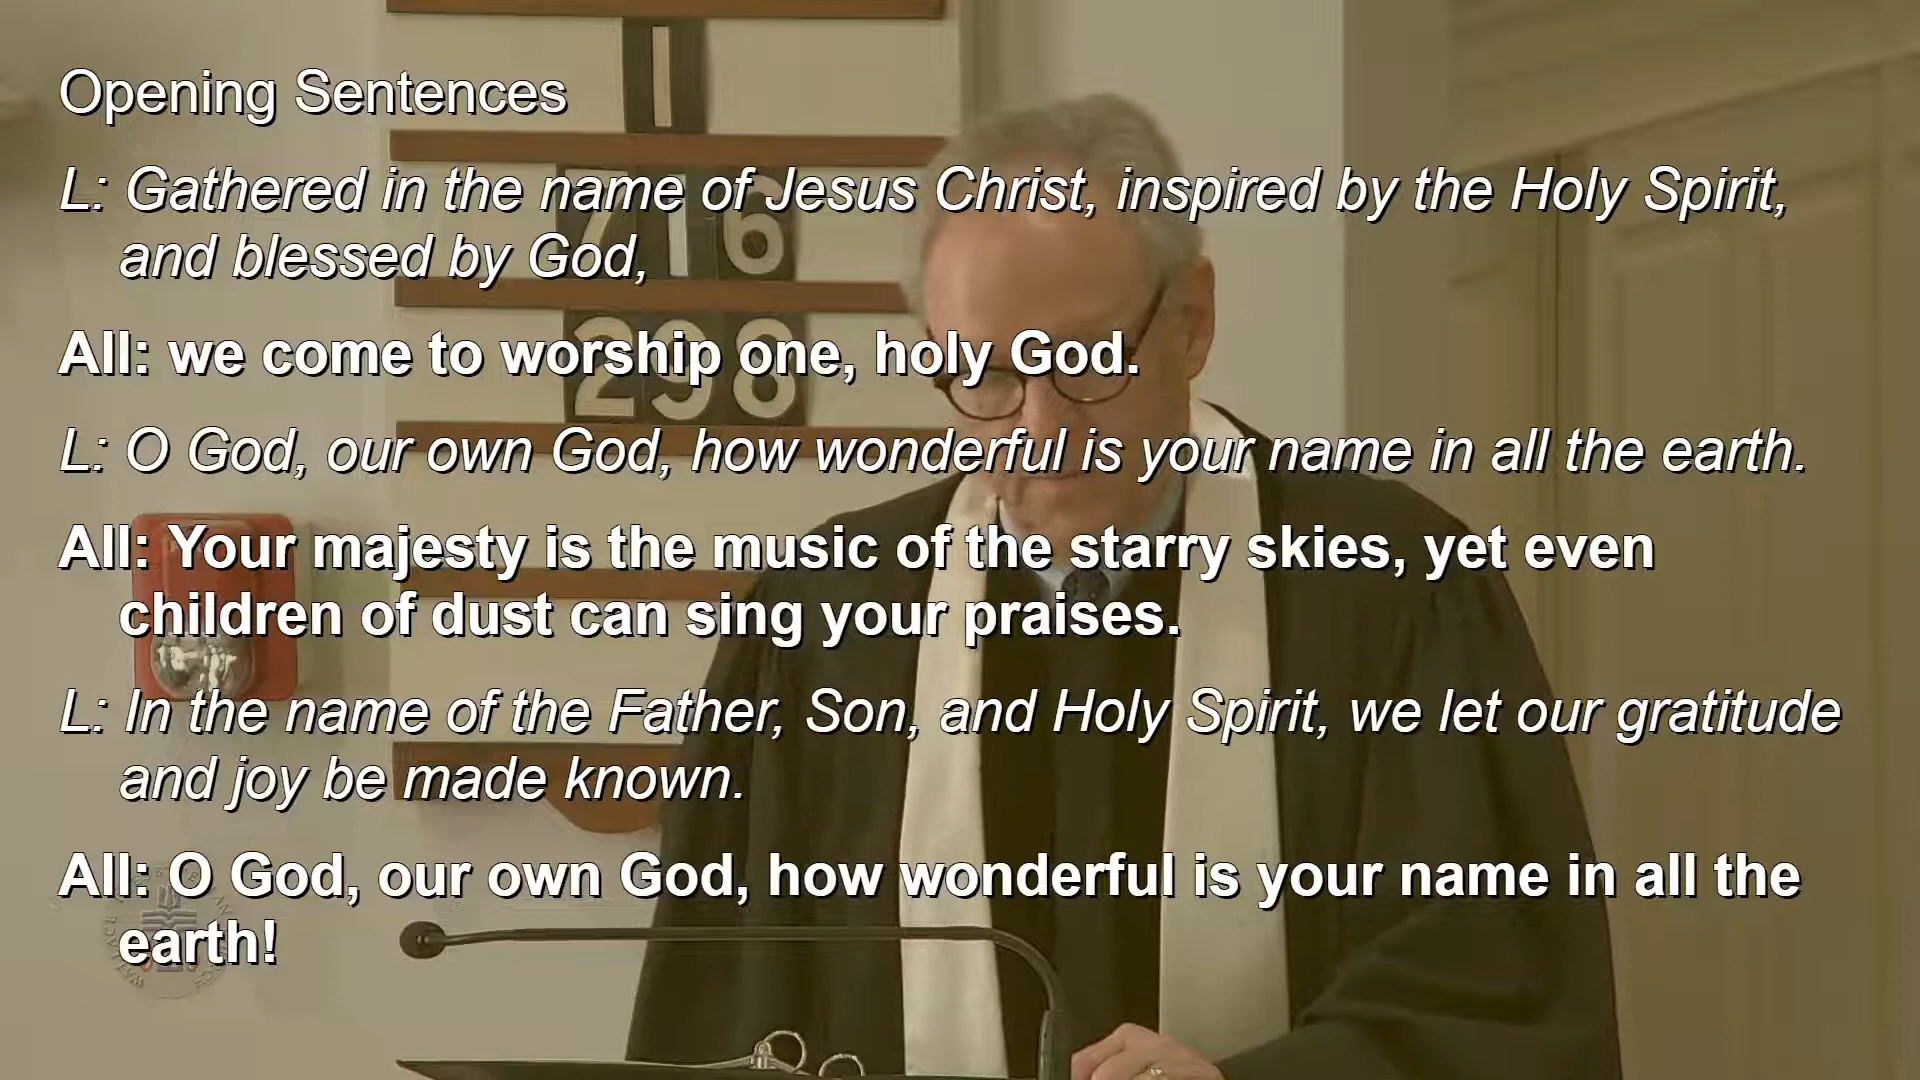 Opening Sentences
L: Gathered in the name of Jesus Christ, inspired by the Holy Spirit,
and blessed by God,
All: we come to worship one, holy God.
L: O God, our own God, how wonderful is your name in all the earth.
All: Your majesty is the music of the starry skies, yet even
children of dust can sing your praises.
L: In the name of the Father, Son, and Holy Spirit, we let our gratitude
and joy be made known.
All: O God, our own God, how wonderful is your name in all the
earth!
1
716
298